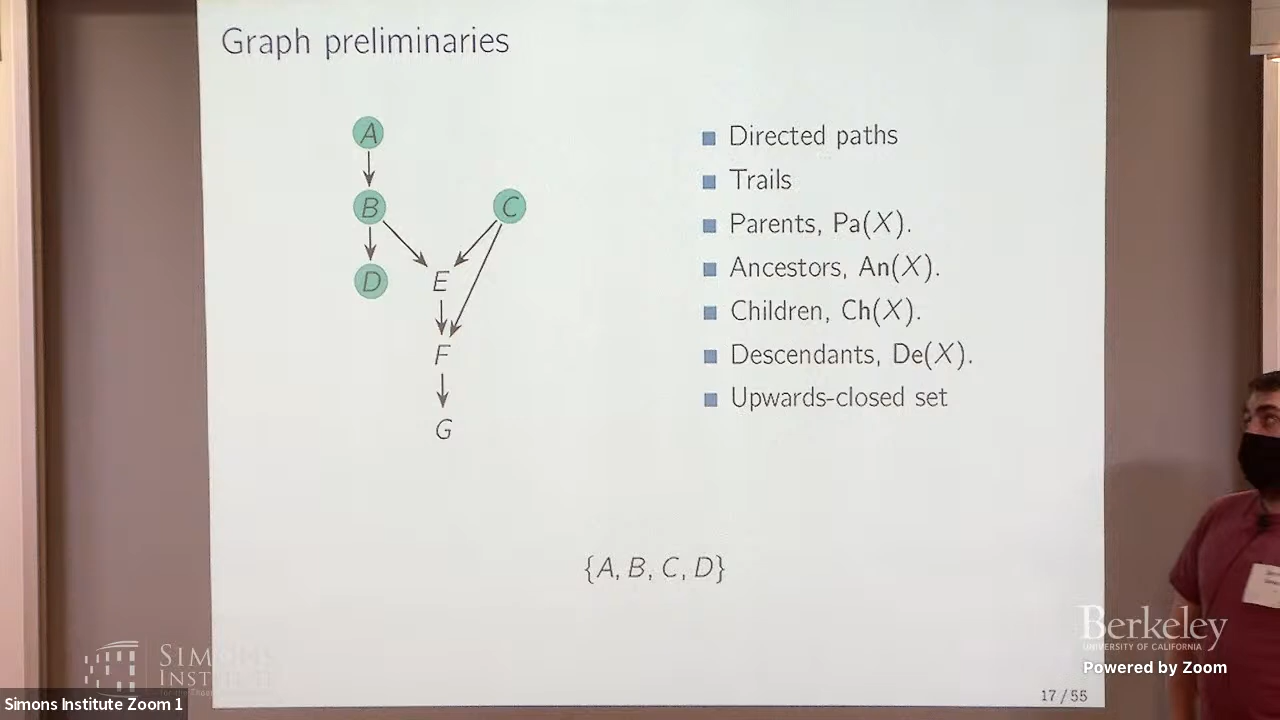 Graph preliminaries
A
B
C
D
E
F
G
Directed paths
Trails
Parents, Pa(X).
Ancestors, An(X).
Children, Ch(X).
Descendants, De(X).
Upwards-closed set
{A, B, C, D}
SIMONS
INSTITUTE
Berkeley
UNIVERSITY OF CALIFORNIA
Powered by Zoom
17/55
Simons Institute Zoom 1